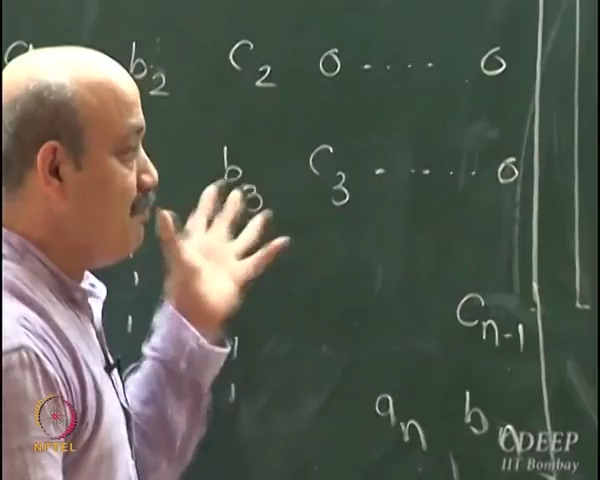 b₂ c₂ 0 ..... 0
b₃ c₃ ..... 0
cₙ₋₁
aₙ bₙ
NPTEL
CDEEP
IIT Bombay